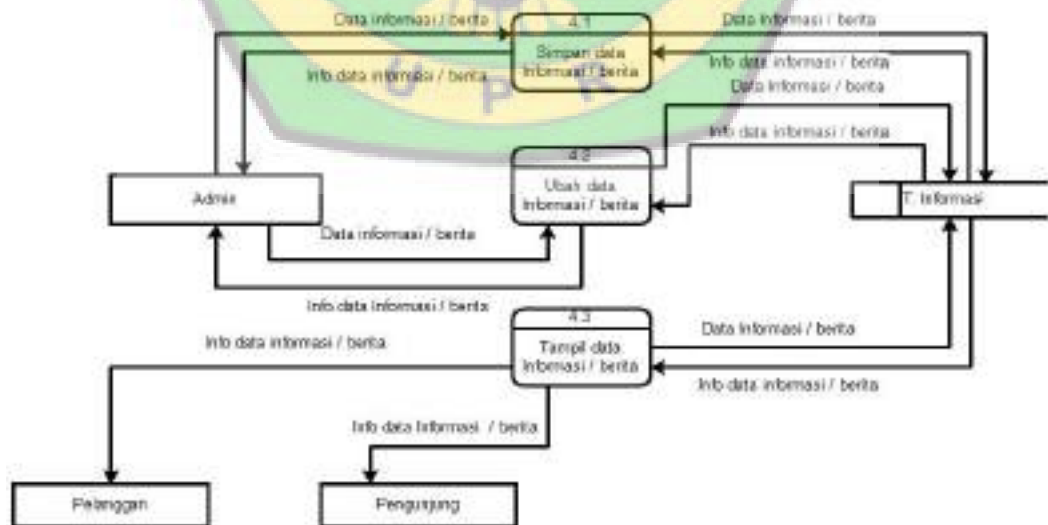 Data informasi / berita
4.1
Data Informasi / berita
Simpan data
Informasi / berita
Info data informasi / berita
Info data informasi / berita
Data Informasi / berita
U P R
Info data informasi / berita
4.2
Ubah data
Informasi / berita
Admin
T. Informasi
Data informasi / berita
Info data Informasi / berita
4.3
Tampil data
Informasi / berita
Data Informasi / berita
Info data informasi / berita
Info data informasi / berita
Info data Informasi / berita
Pelanggan
Pengunjung